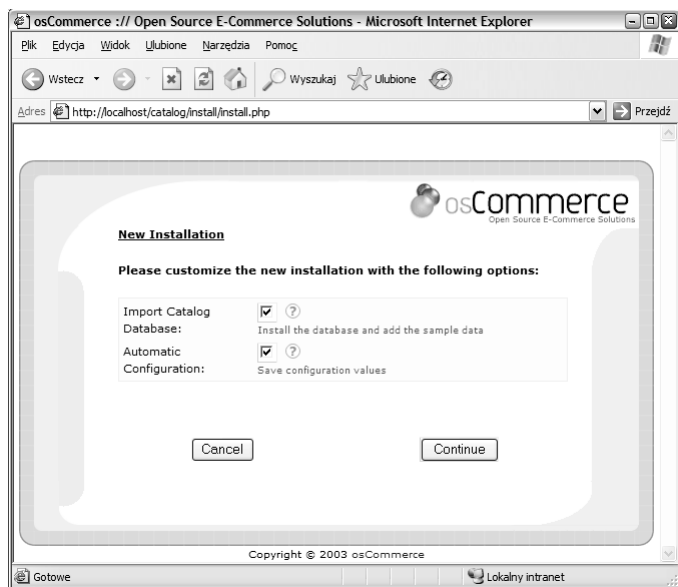 osCommerce :// Open Source E-Commerce Solutions - Microsoft Internet Explorer
Plik Edycja Widok Ulubione Narzędzia Pomoc
Wstecz Wyszukaj Ulubione
Adres http://localhost/catalog/install/install.php Przejdź
osCommerce
Open Source E-Commerce Solutions
New Installation
Please customize the new installation with the following options:
Import Catalog
Database:
Install the database and add the sample data
Automatic
Configuration:
Save configuration values
Cancel Continue
Copyright © 2003 osCommerce
Gotowe Lokalny intranet